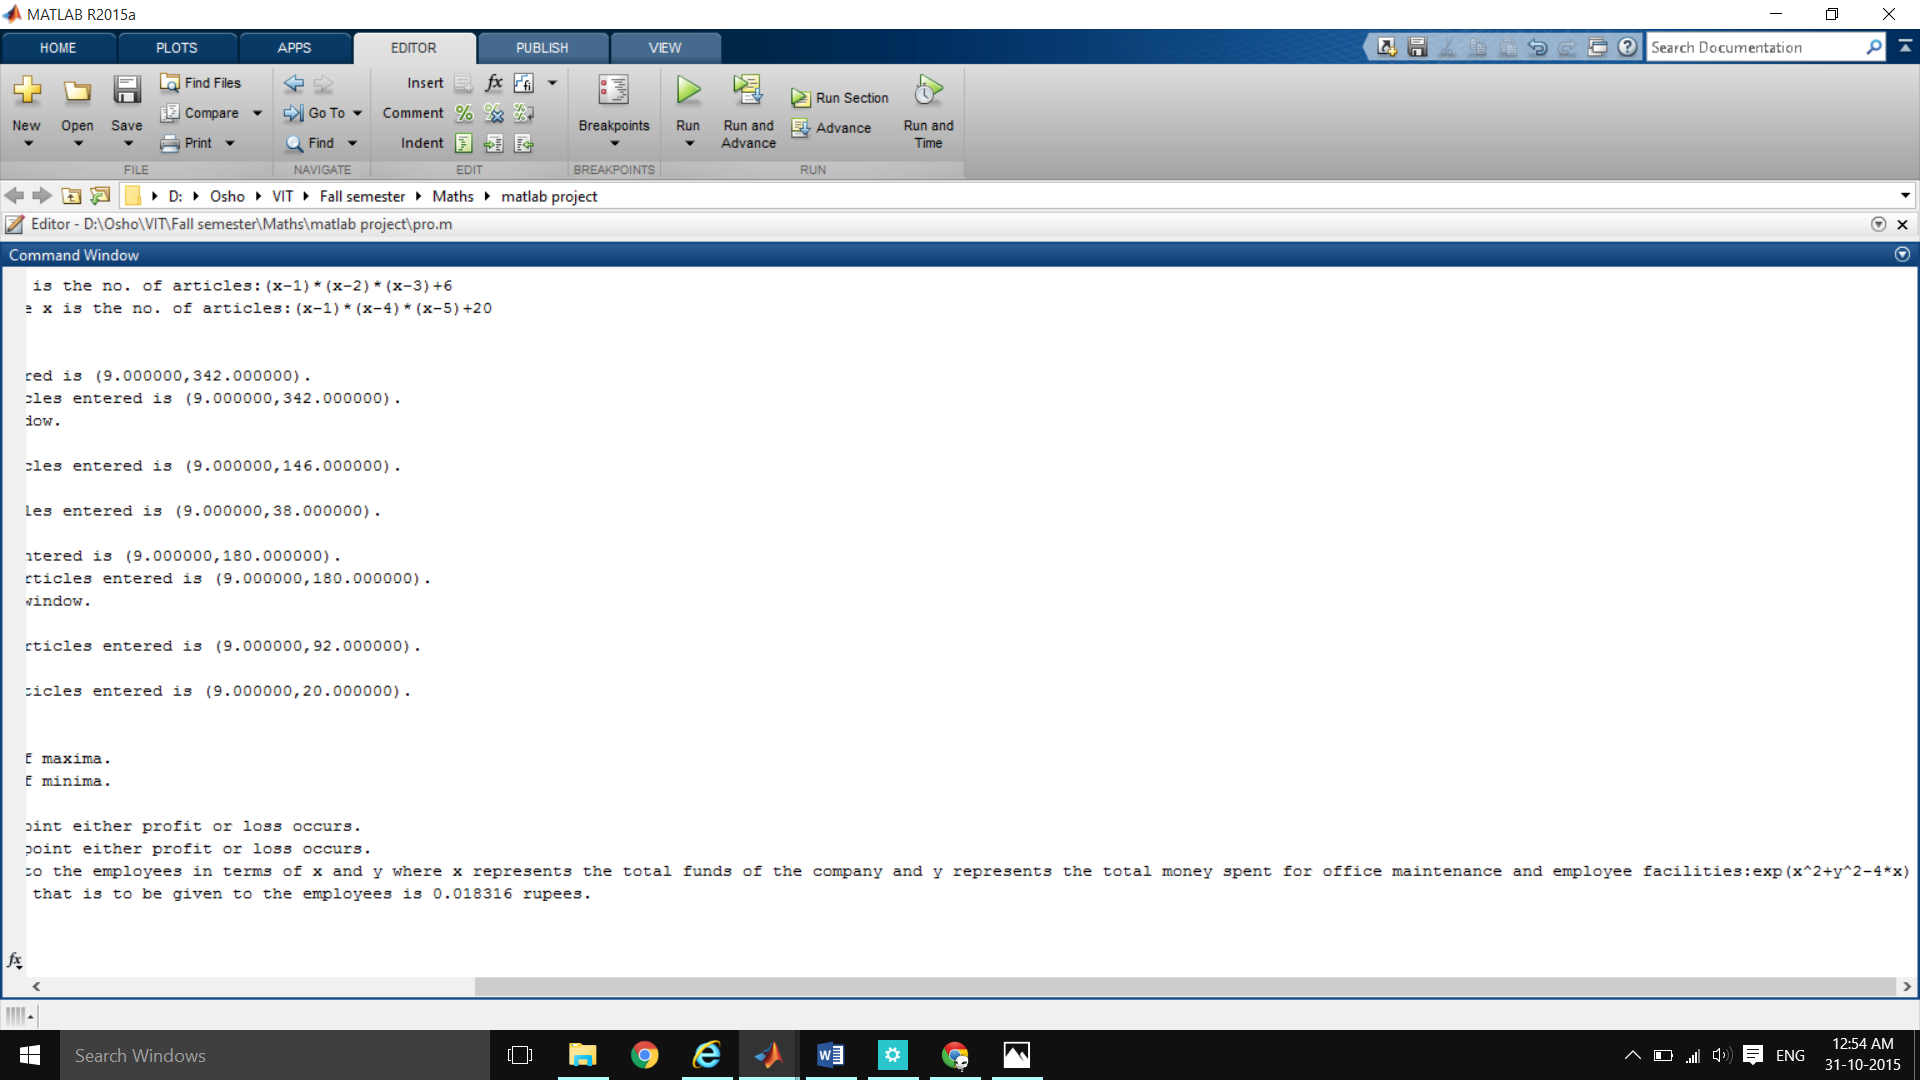 MATLAB R2015a
HOME PLOTS APPS EDITOR PUBLISH VIEW
Search Documentation
New Open Save Find Files Compare Print
Go To Find
Insert Comment Indent
Breakpoints
Run Run and Advance Run Section Advance Run and Time
FILE NAVIGATE EDIT BREAKPOINTS RUN
D: Osho VIT Fall semester Maths matlab project
Editor - D:\Osho\VIT\Fall semester\Maths\matlab project\pro.m
Command Window
is the no. of articles:(x-1)*(x-2)*(x-3)+6
e x is the no. of articles:(x-1)*(x-4)*(x-5)+20
red is (9.000000,342.000000).
cles entered is (9.000000,342.000000).
dow.
cles entered is (9.000000,146.000000).
les entered is (9.000000,38.000000).
ntered is (9.000000,180.000000).
rticles entered is (9.000000,180.000000).
window.
rticles entered is (9.000000,92.000000).
ticles entered is (9.000000,20.000000).
f maxima.
f minima.
oint either profit or loss occurs.
point either profit or loss occurs.
to the employees in terms of x and y where x represents the total funds of the company and y represents the total money spent for office maintenance and employee facilities:exp(x^2+y^2-4*x)
that is to be given to the employees is 0.018316 rupees.
fx
Search Windows
ENG
12:54 AM
31-10-2015